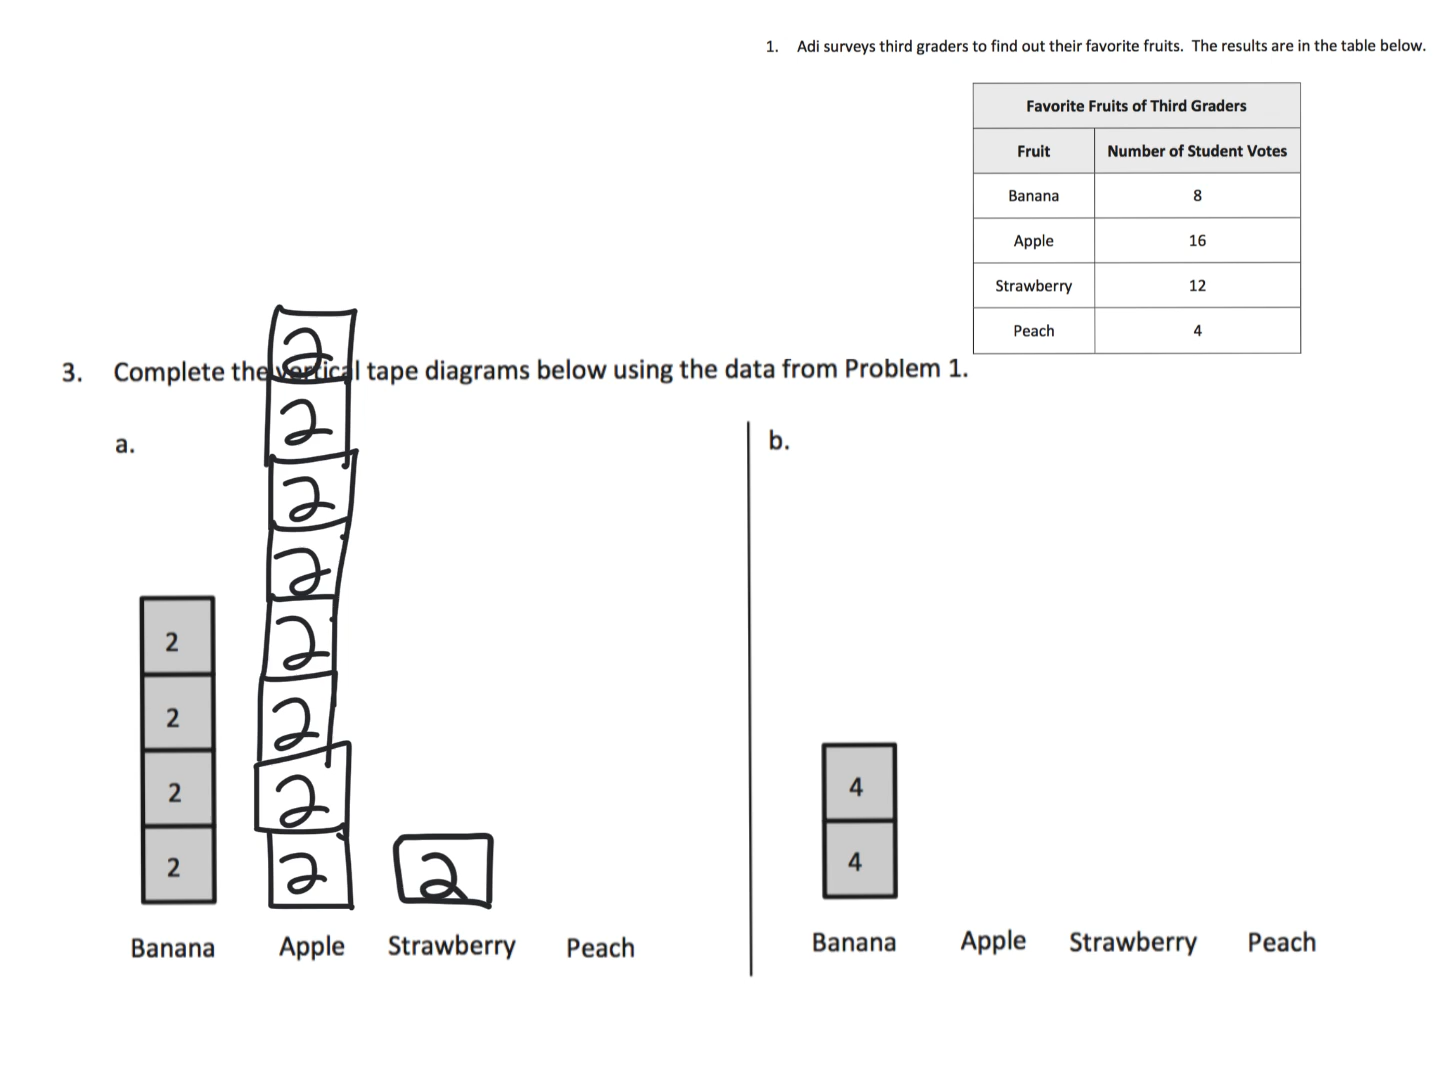 1. Adi surveys third graders to find out their favorite fruits. The results are in the table below.
Favorite Fruits of Third Graders
Fruit Number of Student Votes
Banana 8
Apple 16
Strawberry 12
Peach 4
3. Complete the vertical tape diagrams below using the data from Problem 1.
a.
2
2
2
2
Banana
2
2
2
2
2
2
2
2
Apple
2
Strawberry
Peach
b.
4
4
Banana
Apple
Strawberry
Peach